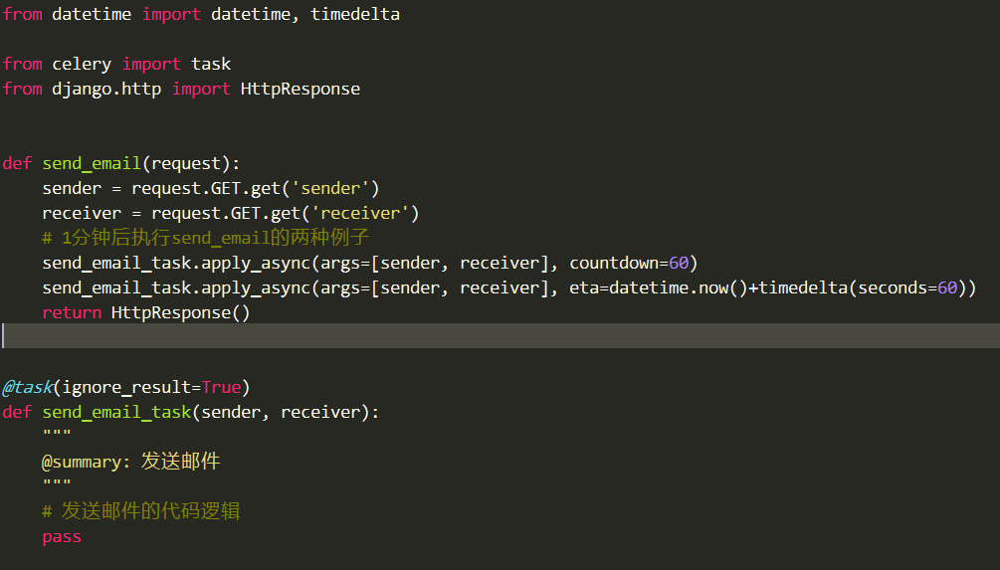 from datetime import datetime, timedelta
from celery import task
from django.http import HttpResponse
def send_email(request):
    sender = request.GET.get('sender')
    receiver = request.GET.get('receiver')
    # 1分钟后执行send_email的两种例子
    send_email_task.apply_async(args=[sender, receiver], countdown=60)
    send_email_task.apply_async(args=[sender, receiver], eta=datetime.now()+timedelta(seconds=60))
    return HttpResponse()
@task(ignore_result=True)
def send_email_task(sender, receiver):
    """
    @summary: 发送邮件
    """
    # 发送邮件的代码逻辑
    pass